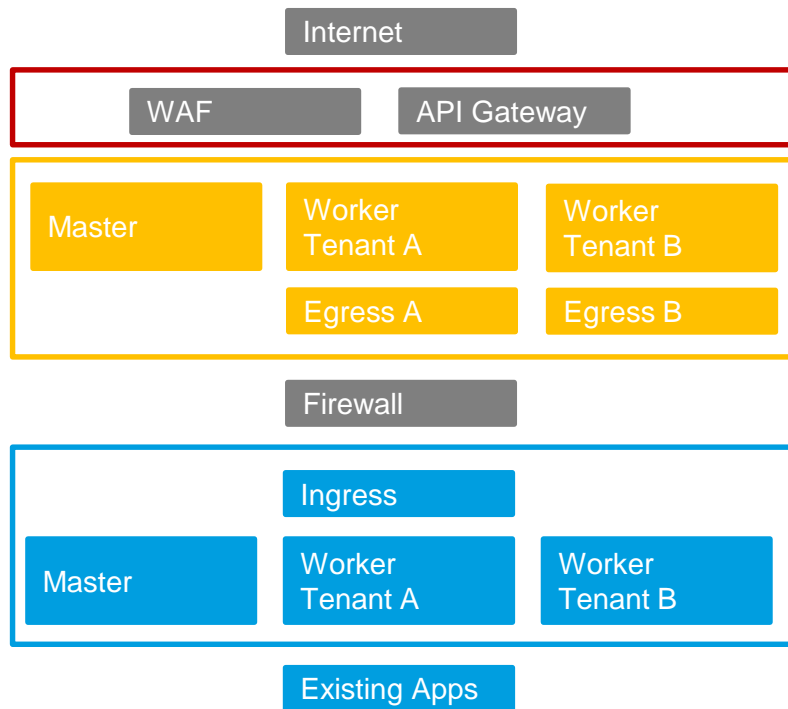 Internet
WAF
API Gateway
Master
Worker
Tenant A
Worker
Tenant B
Egress A
Egress B
Firewall
Ingress
Master
Worker
Tenant A
Worker
Tenant B
Existing Apps